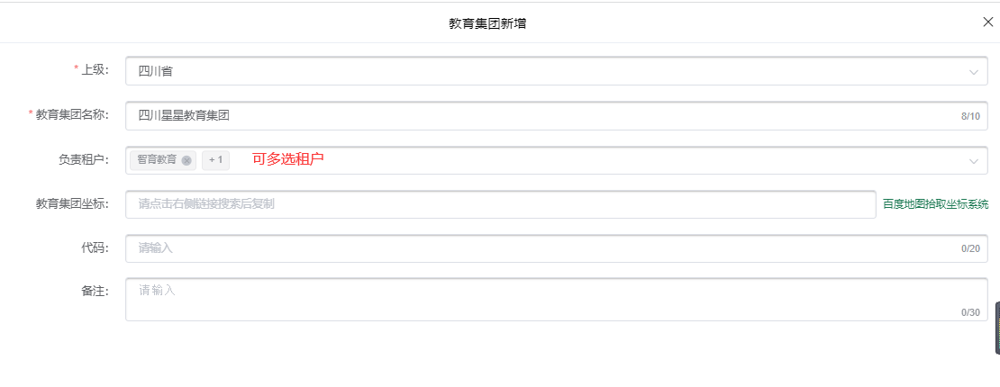 教育集团新增
* 上级: 四川省
* 教育集团名称: 四川星星教育集团 8/10
负责租户: 智育教育 + 1 可多选租户
教育集团坐标: 请点击右侧链接搜索后复制 百度地图拾取坐标系统
代码: 请输入 0/20
备注: 请输入
0/30